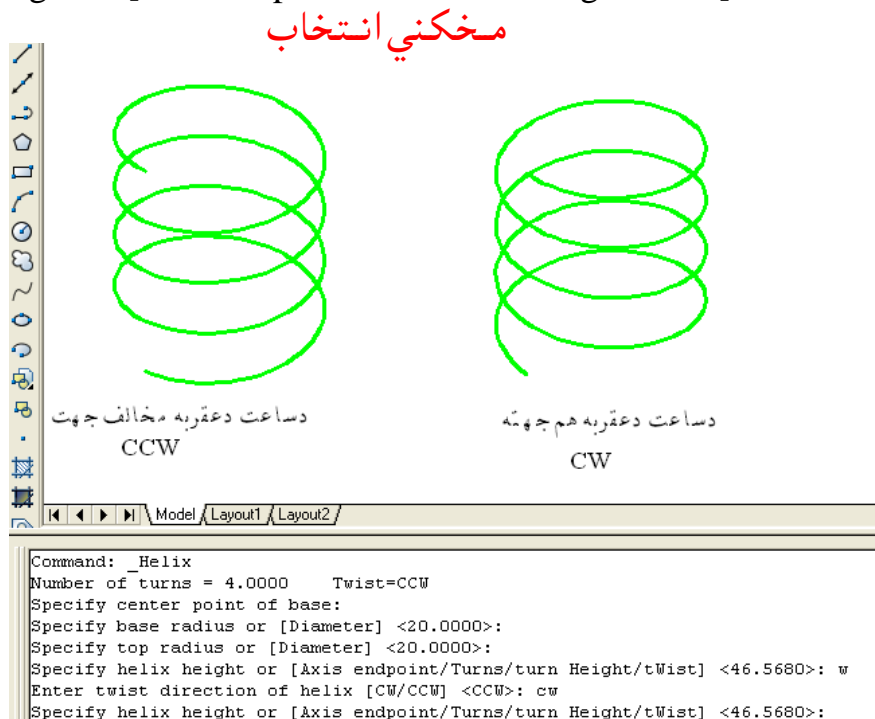 مـخکـني انـتخاب
دساعت دعقربه مخالف جهت
CCW
دساعت دعقربه هم جهته
CW
Model Layout1 Layout2
Command: _Helix
Number of turns = 4.0000 Twist=CCW
Specify center point of base:
Specify base radius or [Diameter] <20.0000>:
Specify top radius or [Diameter] <20.0000>:
Specify helix height or [Axis endpoint/Turns/turn Height/tWist] <46.5680>: w
Enter twist direction of helix [CW/CCW] <CCW>: cw
Specify helix height or [Axis endpoint/Turns/turn Height/tWist] <46.5680>: